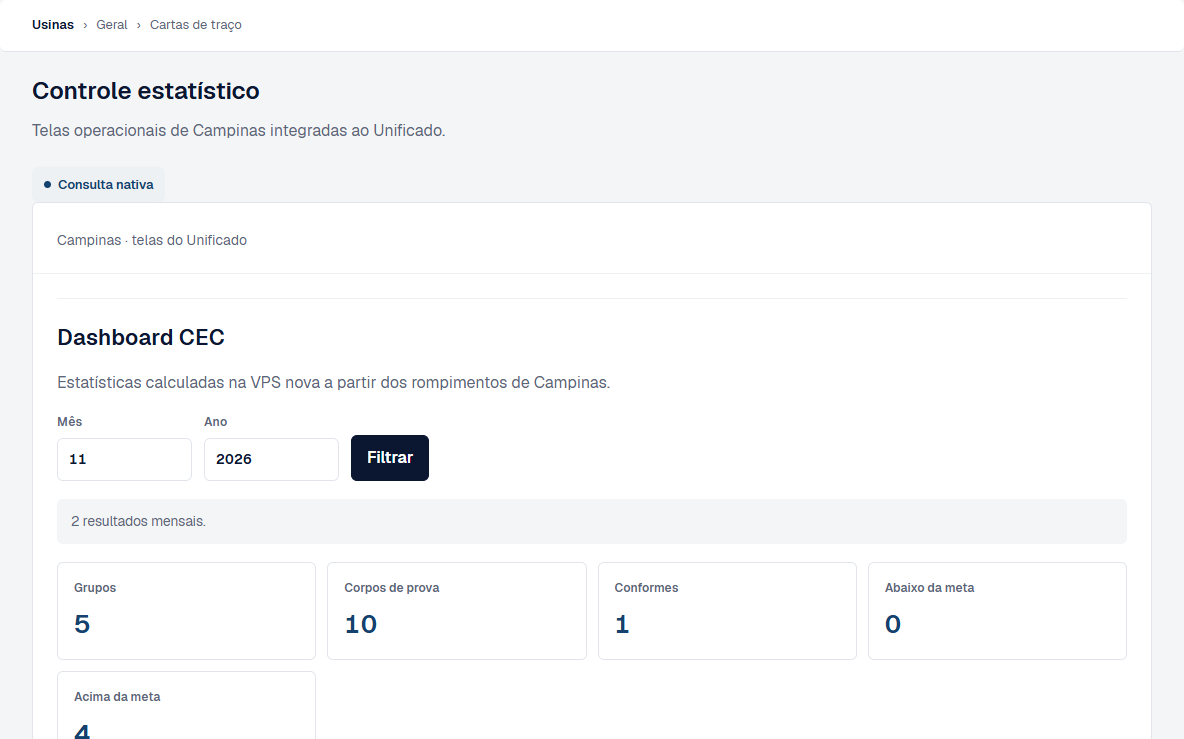 Usinas › Geral › Cartas de traço
Controle estatístico
Telas operacionais de Campinas integradas ao Unificado.
Consulta nativa
Campinas · telas do Unificado
Dashboard CEC
Estatísticas calculadas na VPS nova a partir dos rompimentos de Campinas.
Mês Ano
11 2026 Filtrar
2 resultados mensais.
Grupos Corpos de prova Conformes Abaixo da meta
5 10 1 0
Acima da meta
4